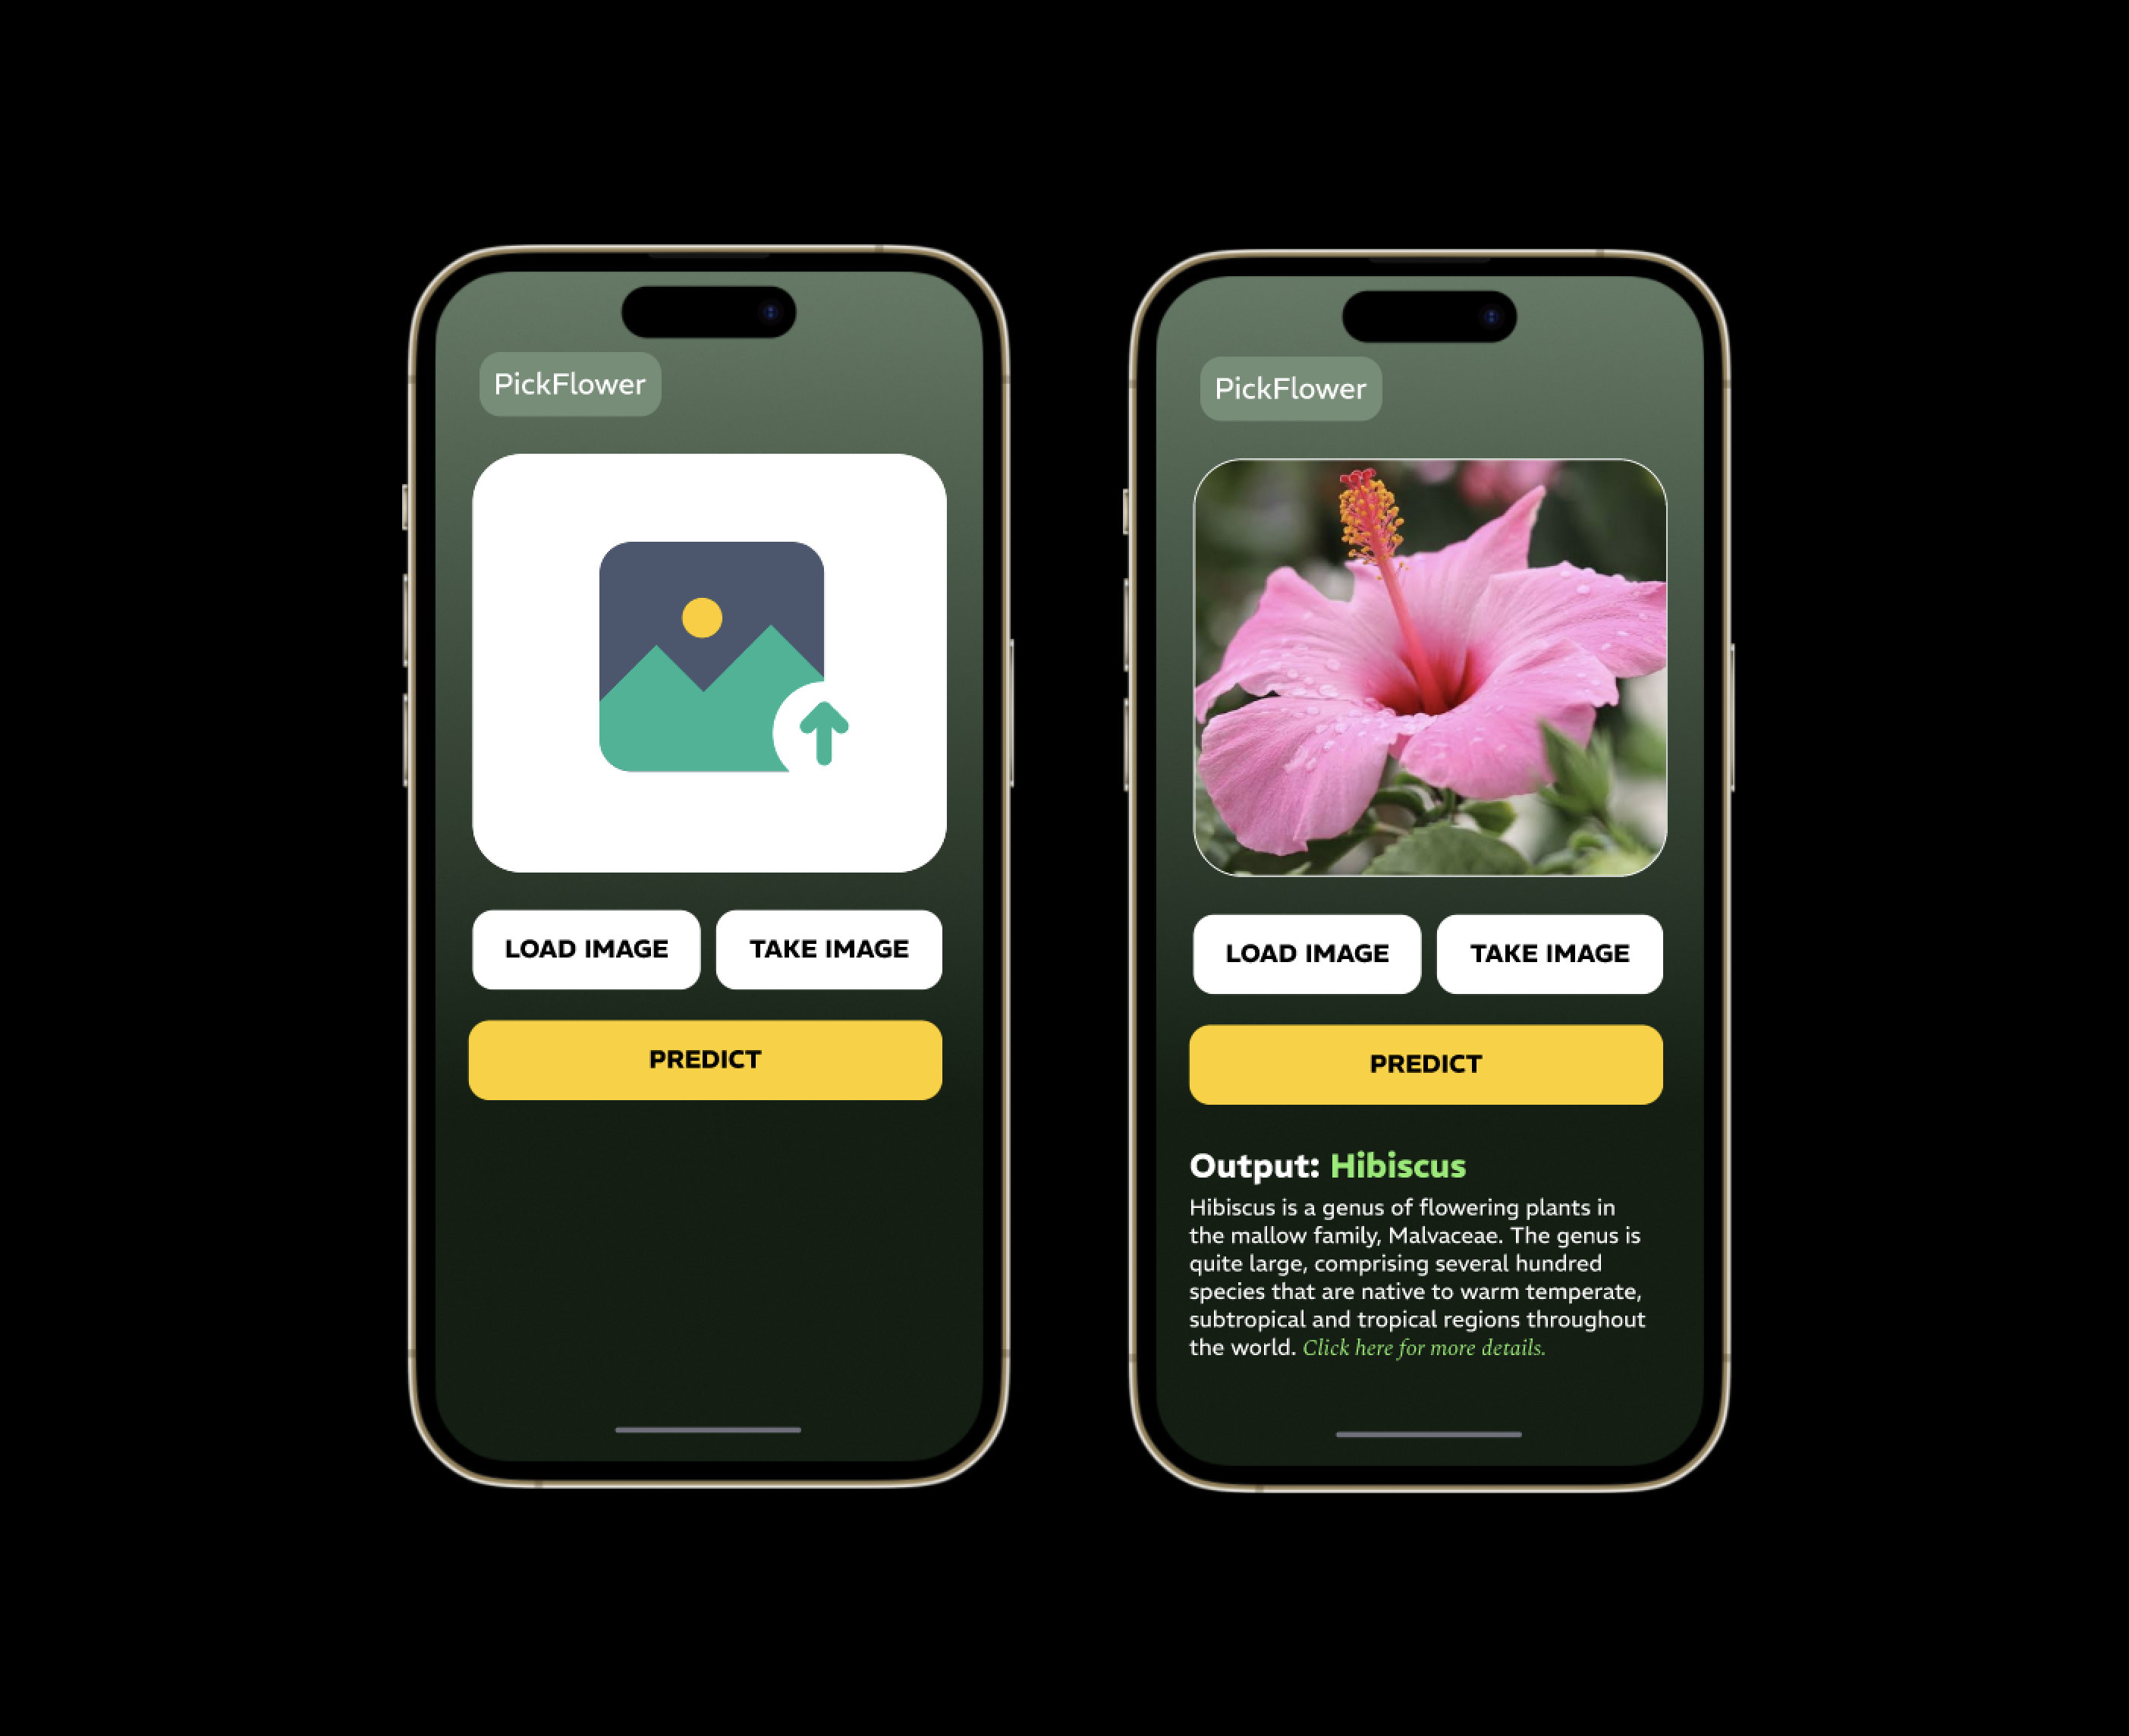 PickFlower
LOAD IMAGE
TAKE IMAGE
PREDICT
PickFlower
LOAD IMAGE
TAKE IMAGE
PREDICT
Output: Hibiscus
Hibiscus is a genus of flowering plants in
the mallow family, Malvaceae. The genus is
quite large, comprising several hundred
species that are native to warm temperate,
subtropical and tropical regions throughout
the world. Click here for more details.